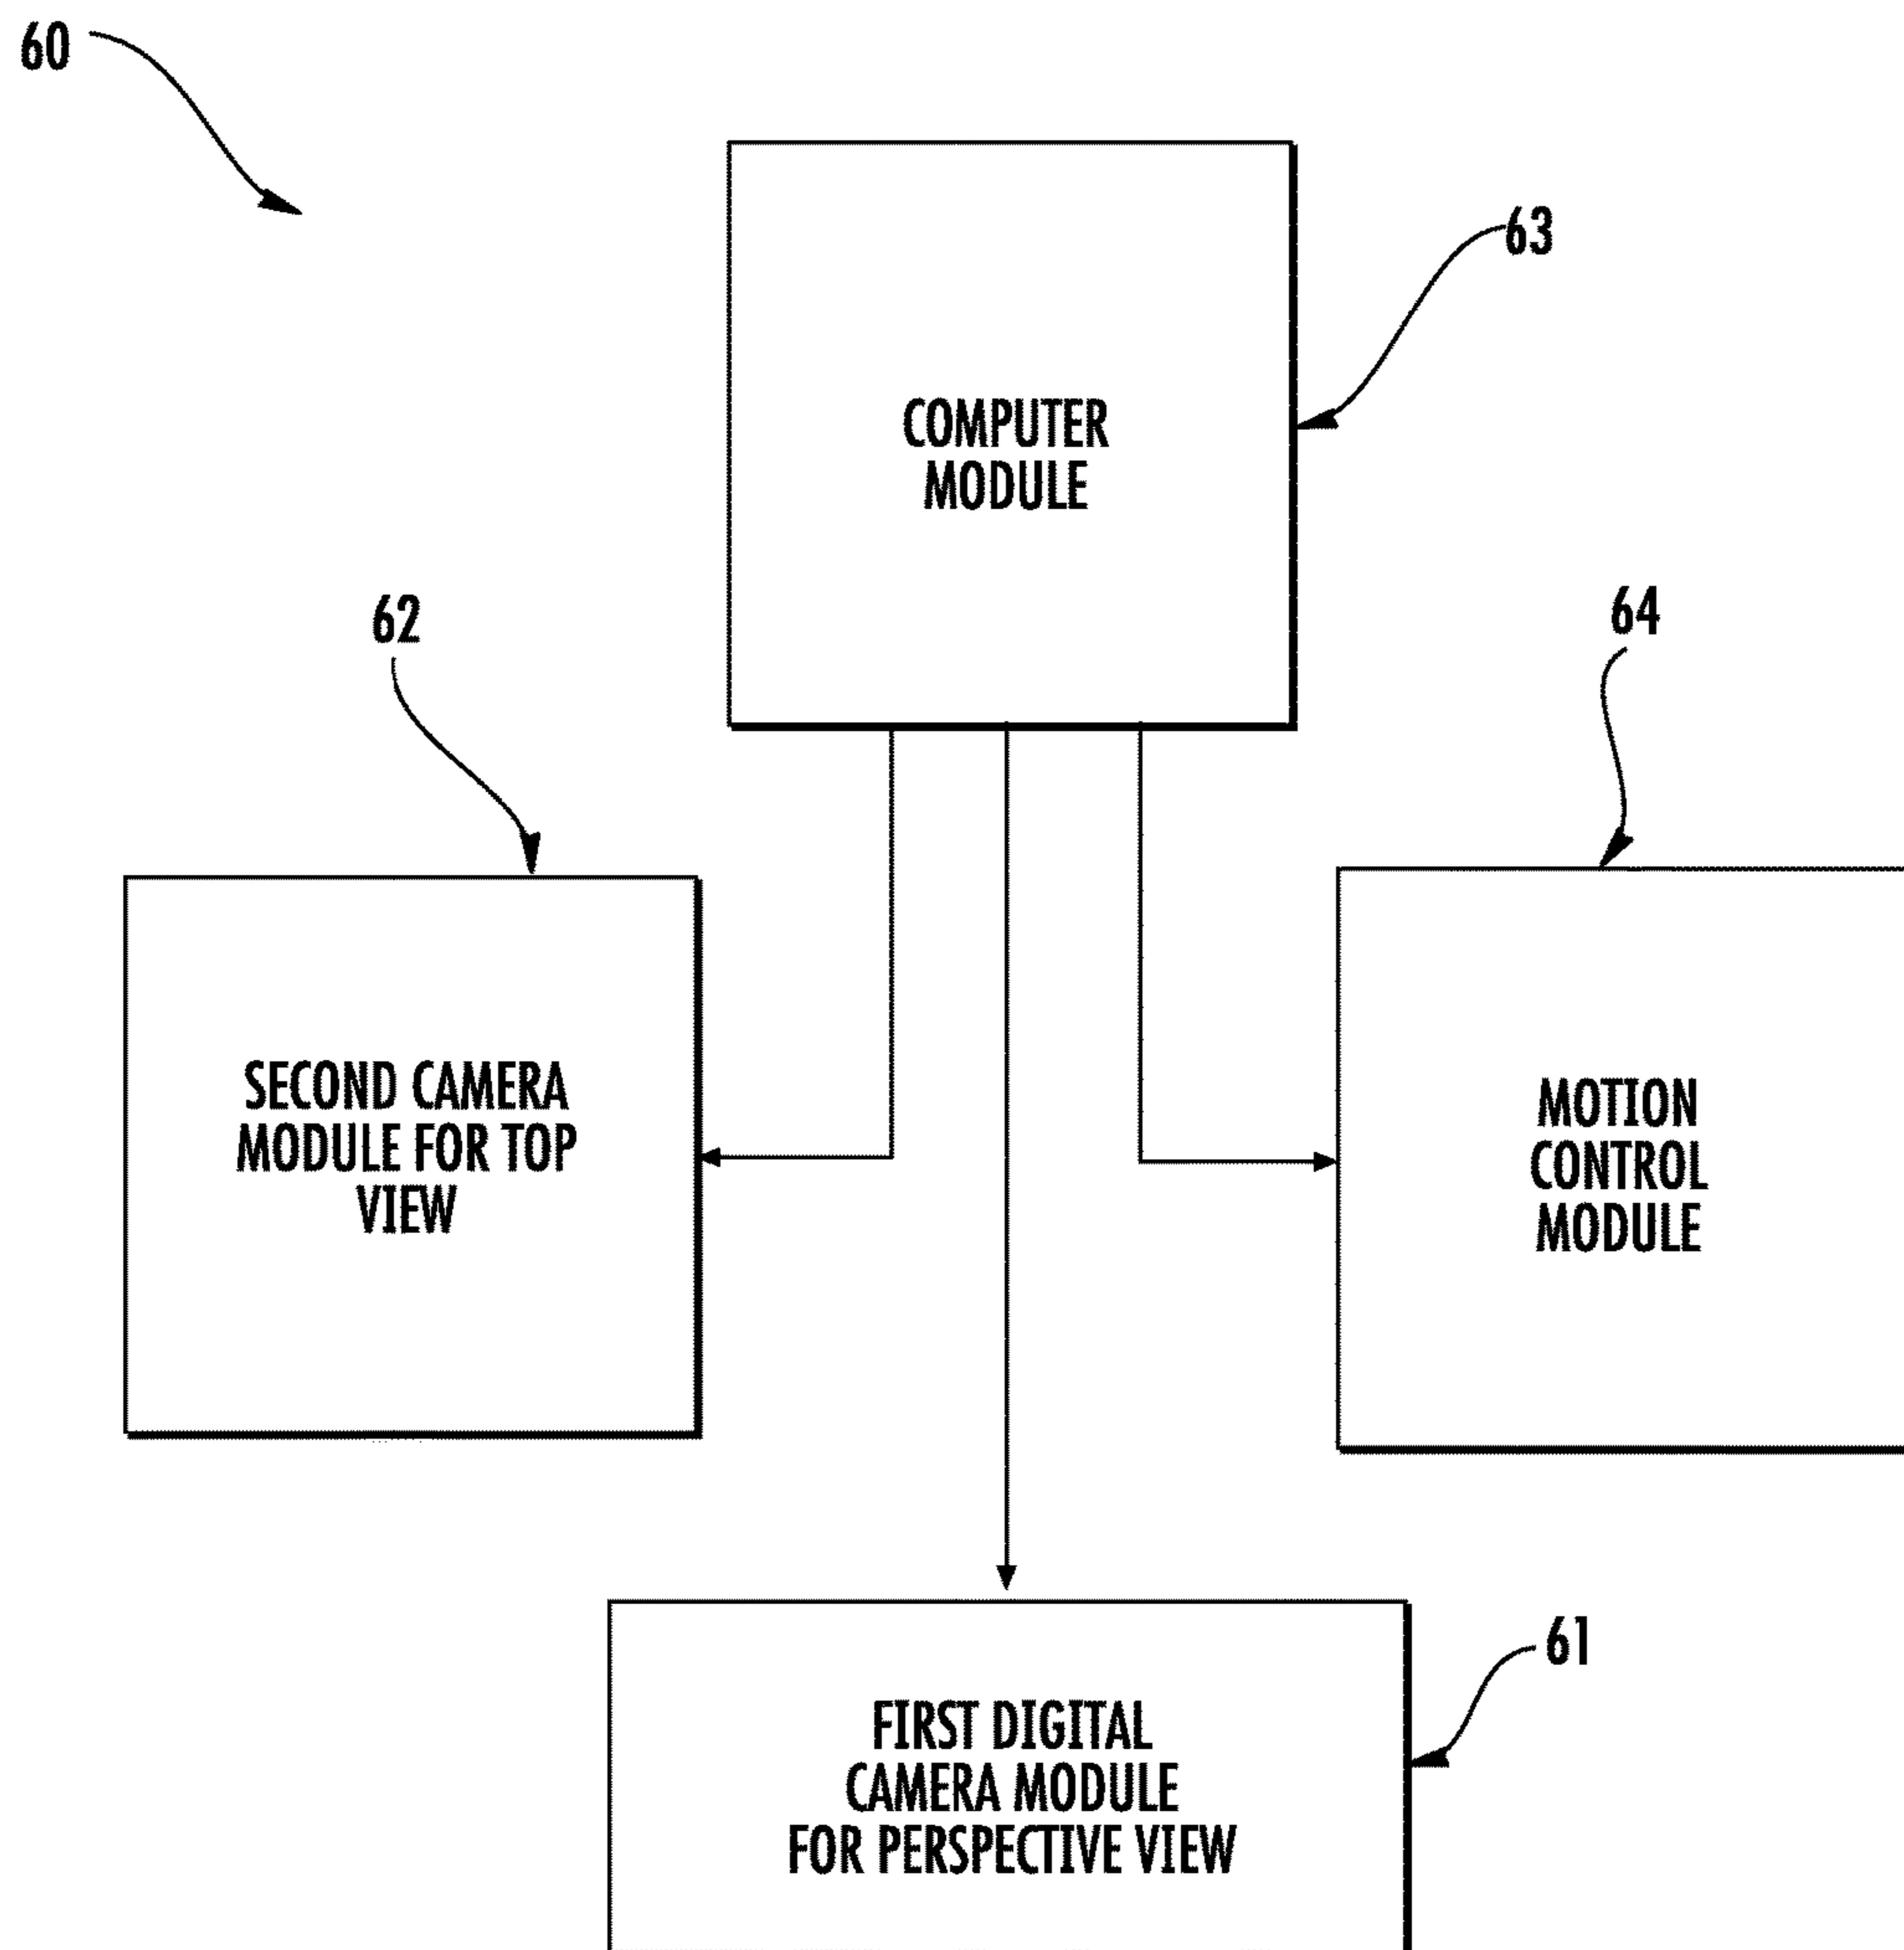 60
63
COMPUTER
MODULE
62
64
SECOND CAMERA
MODULE FOR TOP
VIEW
MOTION
CONTROL
MODULE
61
FIRST DIGITAL
CAMERA MODULE
FOR PERSPECTIVE VIEW